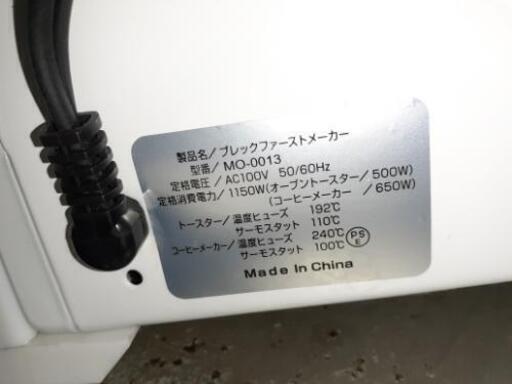 製品名/ブレックファーストメーカー
型番/MO-0013
定格電圧/AC100V 50/60Hz
定格消費電力/1150W(オーブントースター/500W)
(コーヒーメーカー /650W)
トースター/温度ヒューズ 192℃
サーモスタット 110℃
コーヒーメーカー/温度ヒューズ 240℃
サーモスタット 100℃
PS
E
Made In China